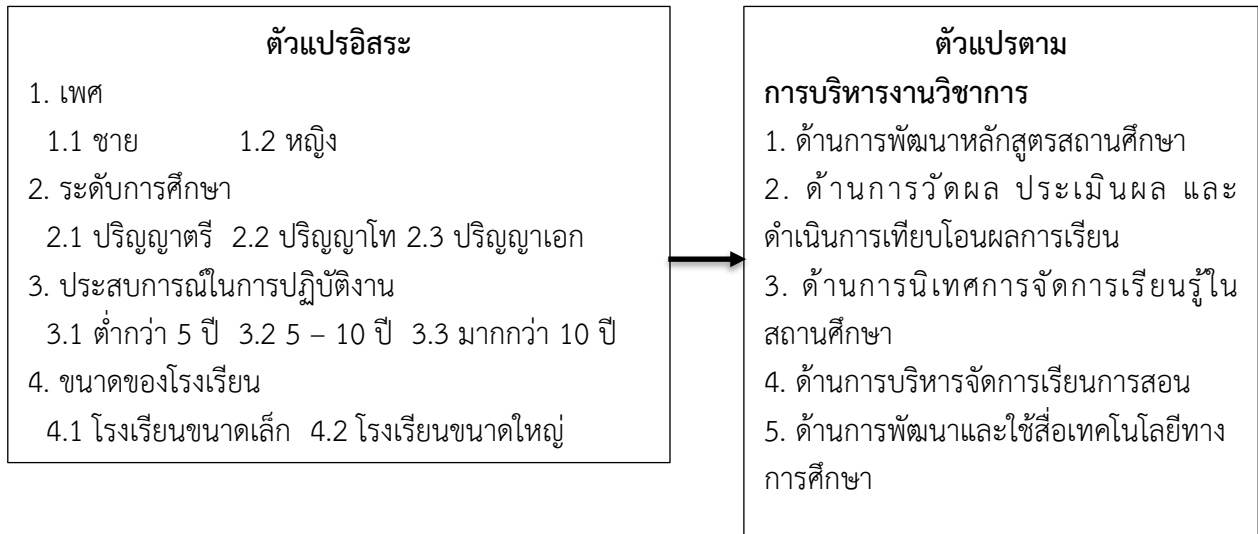 ตัวแปรอิสระ
1. เพศ
1.1 ชาย 1.2 หญิง
2. ระดับการศึกษา
2.1 ปริญญาตรี 2.2 ปริญญาโท 2.3 ปริญญาเอก
3. ประสบการณ์ในการปฏิบัติงาน
3.1 ต่ำกว่า 5 ปี 3.2 5 – 10 ปี 3.3 มากกว่า 10 ปี
4. ขนาดของโรงเรียน
4.1 โรงเรียนขนาดเล็ก 4.2 โรงเรียนขนาดใหญ่
ตัวแปรตาม
การบริหารงานวิชาการ
1. ด้านการพัฒนาหลักสูตรสถานศึกษา
2. ด้านการวัดผล ประเมินผล และ
ดำเนินการเทียบโอนผลการเรียน
3. ด้านการนิเทศการจัดการเรียนรู้ใน
สถานศึกษา
4. ด้านการบริหารจัดการเรียนการสอน
5. ด้านการพัฒนาและใช้สื่อเทคโนโลยีทาง
การศึกษา